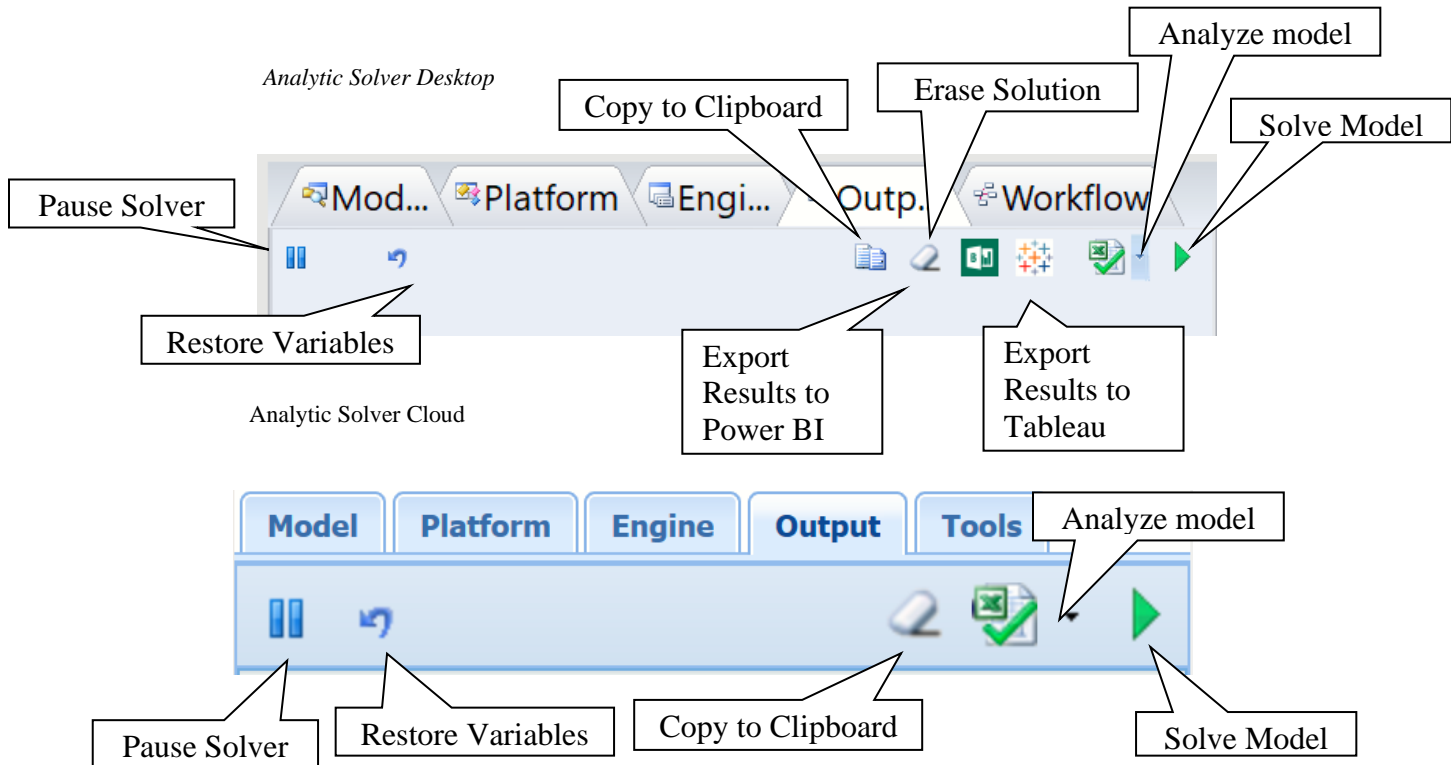 Analyze model
Analytic Solver Desktop
Erase Solution
Copy to Clipboard
Solve Model
Pause Solver
Mod...
Platform
Engi...
Outp..
Workflow
Restore Variables
Export
Results to
Power BI
Export
Results to
Tableau
Analytic Solver Cloud
Model
Platform
Engine
Output
Tools
Analyze model
Pause Solver
Restore Variables
Copy to Clipboard
Solve Model